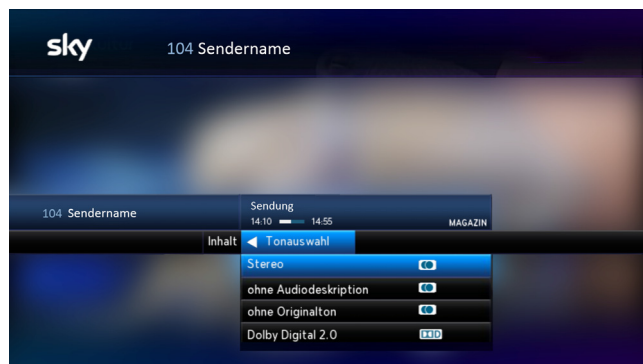 sky 104 Sendername
104 Sendername
Sendung
14:10 14:55 MAGAZIN
Inhalt Tonauswahl
Stereo
ohne Audiodeskription
ohne Originalton
Dolby Digital 2.0